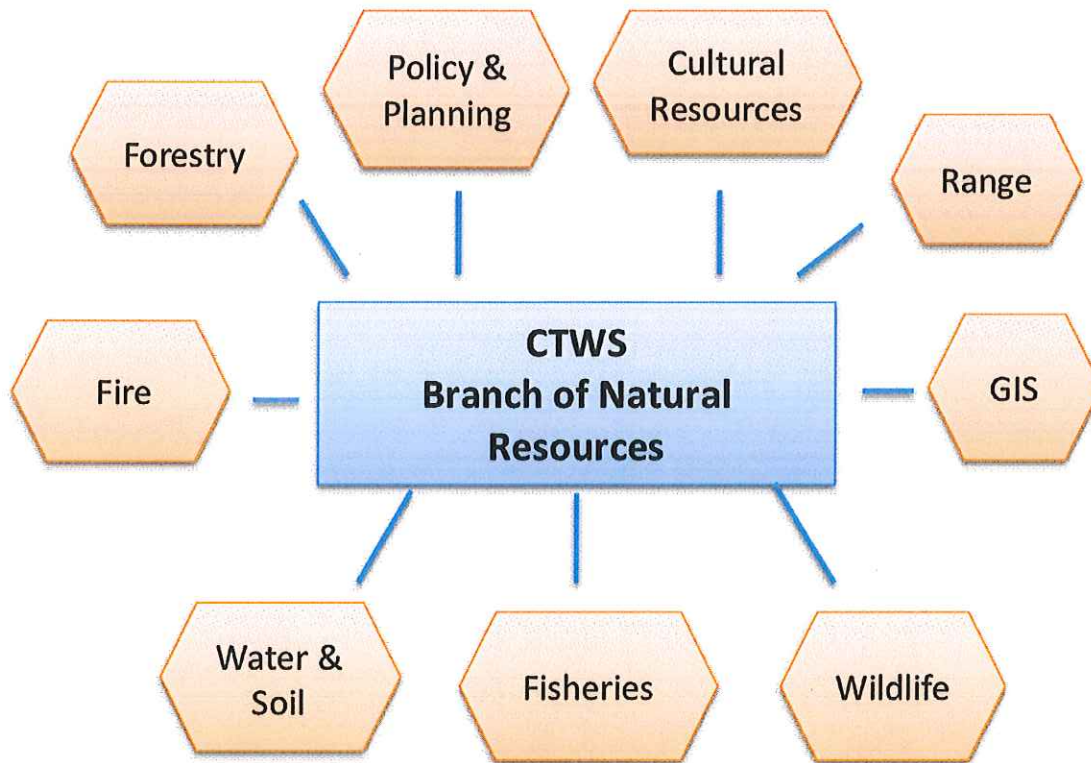 Policy &
Planning
Cultural
Resources
Forestry
Range
CTWS
Branch of Natural
Resources
Fire
GIS
Water &
Soil
Fisheries
Wildlife